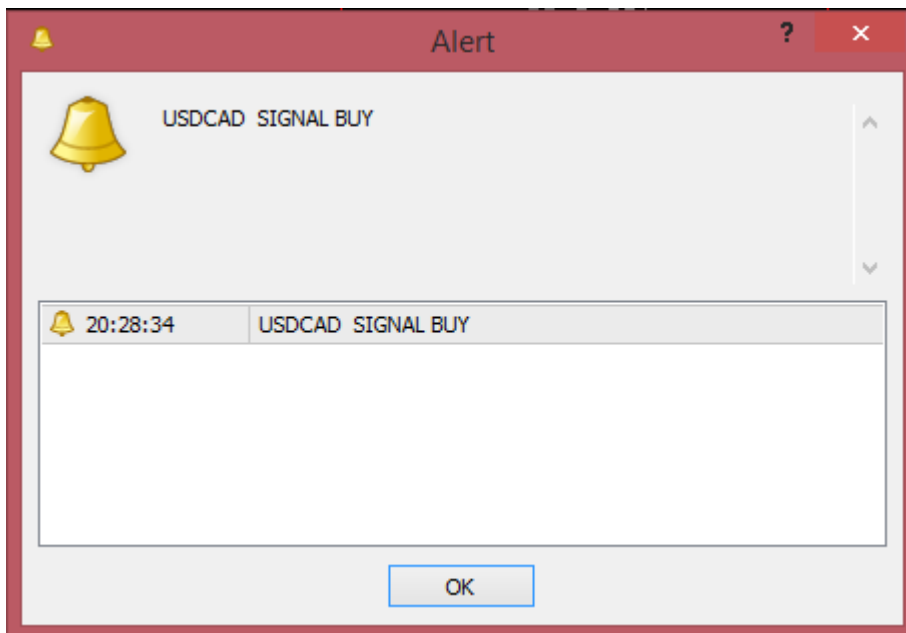 Alert
?
USDCAD  SIGNAL BUY
20:28:34 USDCAD  SIGNAL BUY
OK